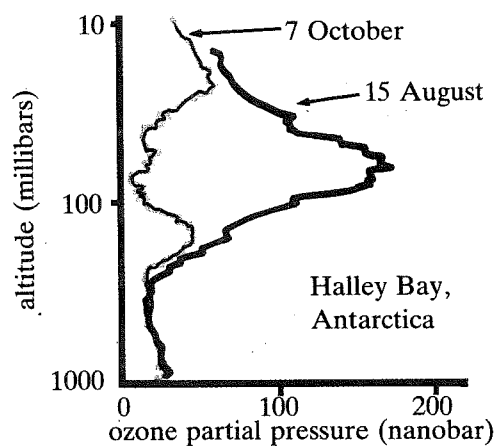 10
7 October
15 August
altitude (millibars)
100
Halley Bay,
Antarctica
1000
0 100 200
ozone partial pressure (nanobar)